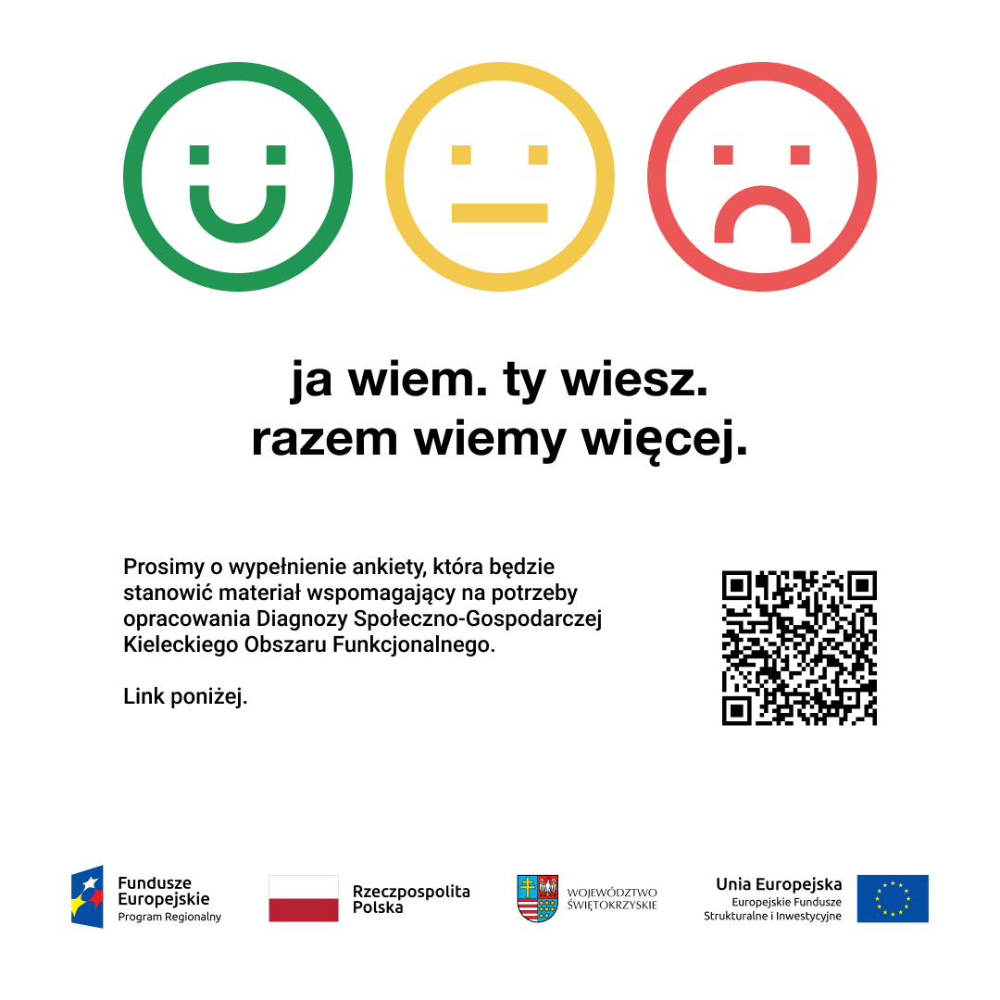 ja wiem. ty wiesz.
razem wiemy więcej.
Prosimy o wypełnienie ankiety, która będzie
stanowić materiał wspomagający na potrzeby
opracowania Diagnozy Społeczno-Gospodarczej
Kieleckiego Obszaru Funkcjonalnego.
Link poniżej.
Fundusze
Europejskie
Program Regionalny
Rzeczpospolita
Polska
WOJEWÓDZTWO
ŚWIĘTOKRZYSKIE
Unia Europejska
Europejskie Fundusze
Strukturalne i Inwestycyjne